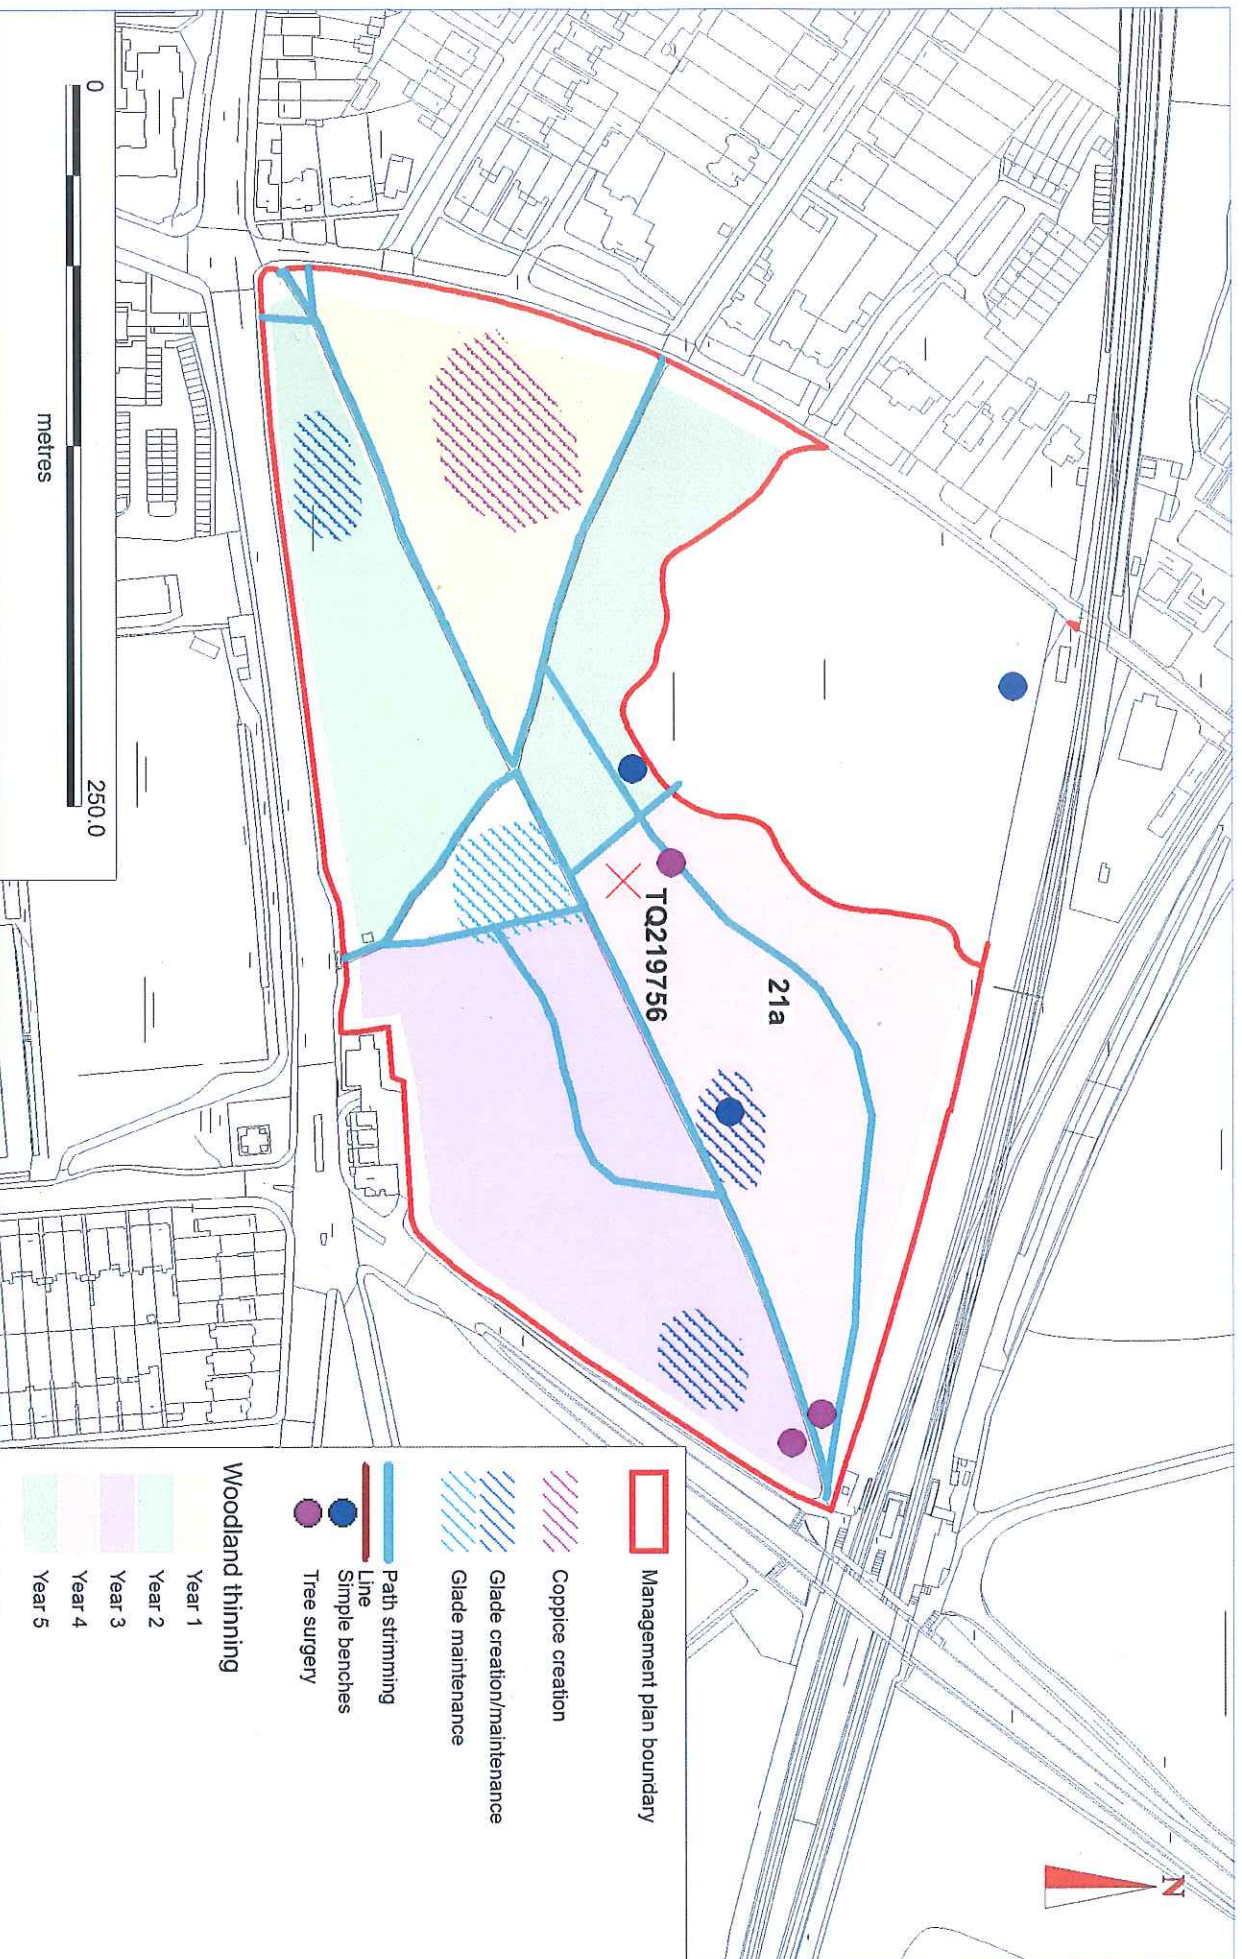 N
21a
TQ219756
0
250.0
metres
Management plan boundary
Coppice creation
Glade creation/maintenance
Glade maintenance
Path strimming
Line
Simple benches
Tree surgery
Woodland thinning
Year 1
Year 2
Year 3
Year 4
Year 5